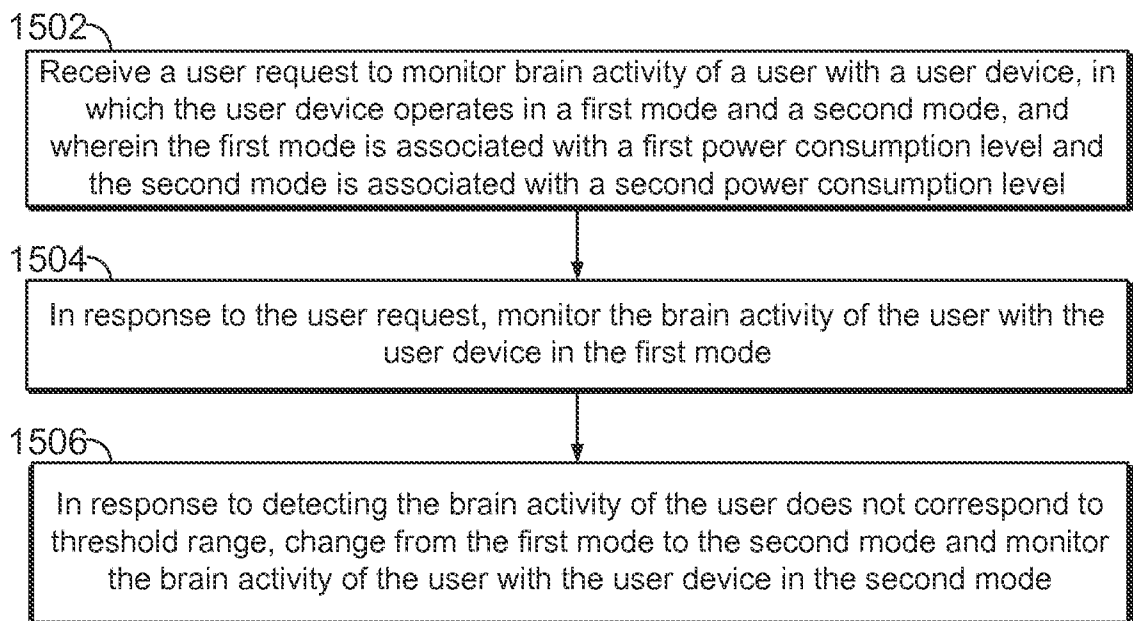 1502
Receive a user request to monitor brain activity of a user with a user device, in
which the user device operates in a first mode and a second mode, and
wherein the first mode is associated with a first power consumption level and
the second mode is associated with a second power consumption level
1504
In response to the user request, monitor the brain activity of the user with the
user device in the first mode
1506
In response to detecting the brain activity of the user does not correspond to
threshold range, change from the first mode to the second mode and monitor
the brain activity of the user with the user device in the second mode